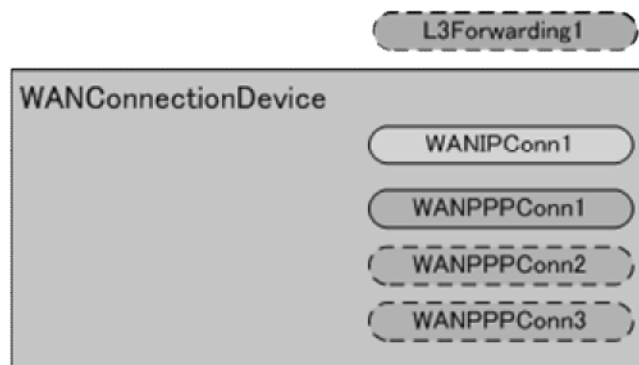 L3Forwarding1
WANConnectionDevice
WANIPConn1
WANPPPConn1
WANPPPConn2
WANPPPConn3